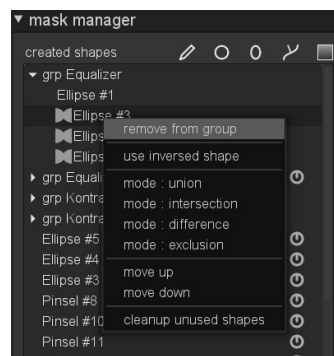 mask manager
created shapes
grp Equalizer
Ellipse #1
Ellipse #3
remove from group
Ellips
use inversed shape
Ellips
grp Equali
mode : union
grp Kontra
mode : intersection
grp Kontra
mode : difference
Ellipse #5
mode : exclusion
Ellipse #4
move up
Ellipse #3
move down
Pinsel #8
Pinsel #10
cleanup unused shapes
Pinsel #11